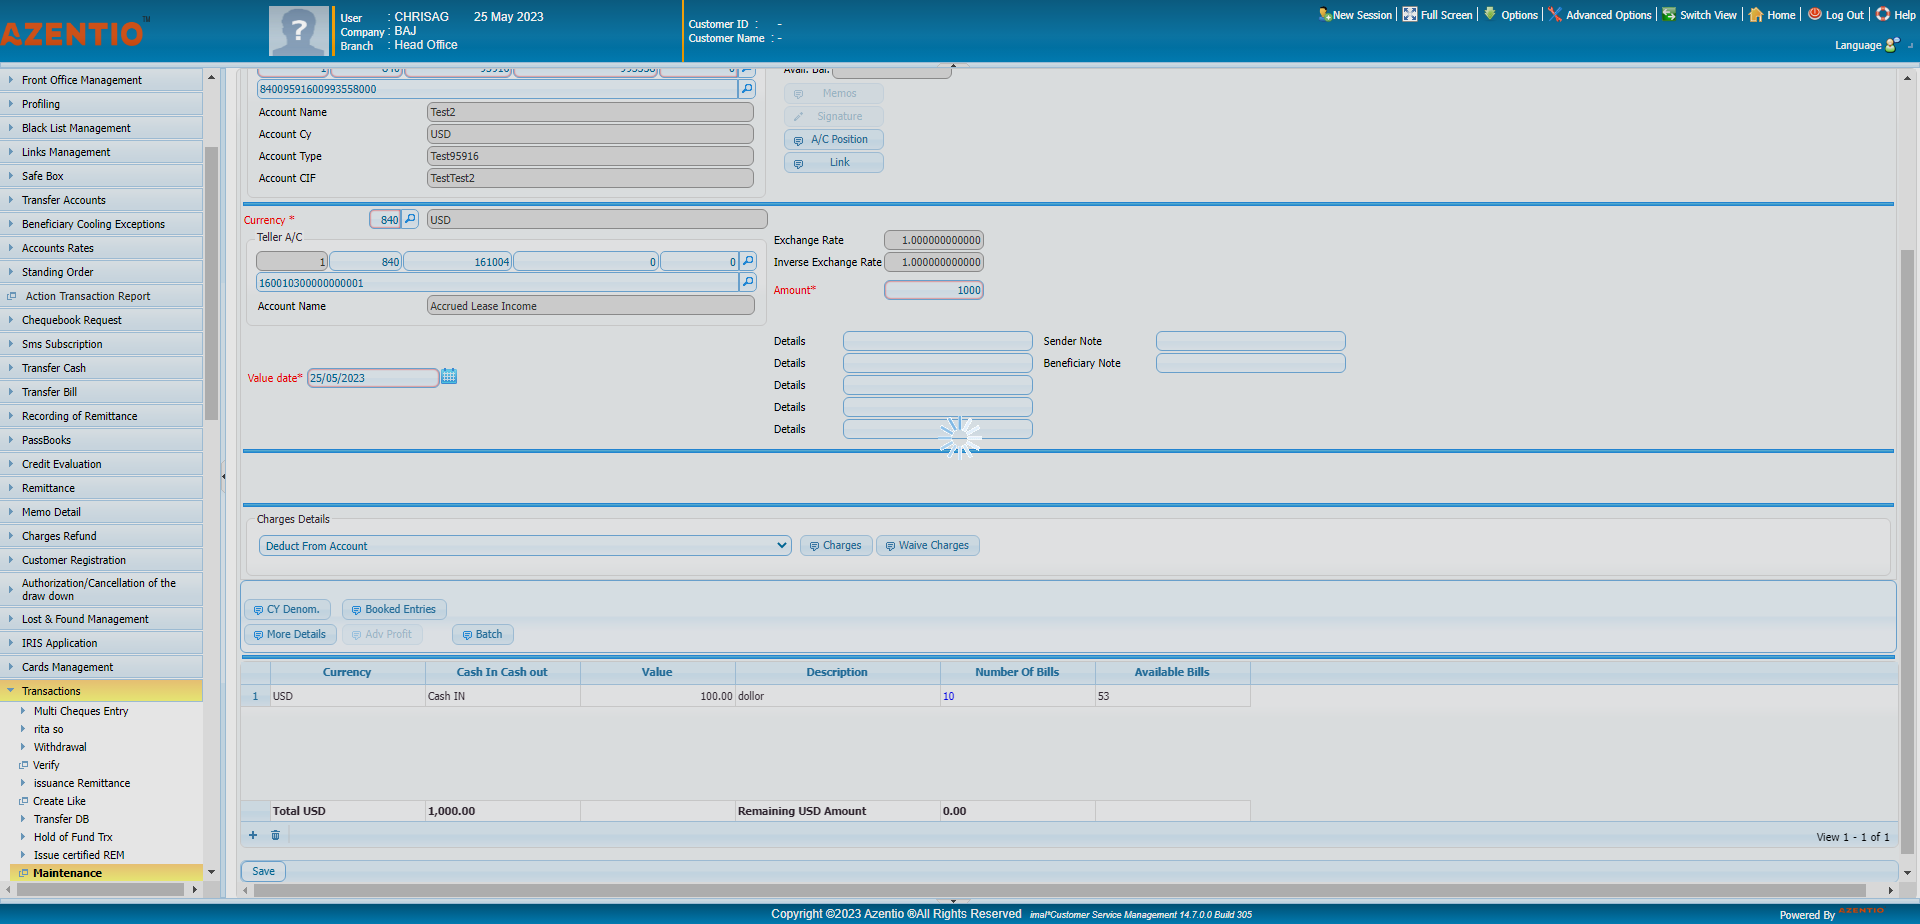 AZENTIO™
User : CHRISAG 25 May 2023
Company : BAJ
Branch : Head Office
Customer ID : -
Customer Name : -
New Session
Full Screen
Options
Advanced Options
Switch View
Home
Log Out
Help
Language
Front Office Management
Profiling
Black List Management
Links Management
Safe Box
Transfer Accounts
Beneficiary Cooling Exceptions
Accounts Rates
Standing Order
Action Transaction Report
Chequebook Request
Sms Subscription
Transfer Cash
Transfer Bill
Recording of Remittance
PassBooks
Credit Evaluation
Remittance
Memo Detail
Charges Refund
Customer Registration
Authorization/Cancellation of the
draw down
Lost & Found Management
IRIS Application
Cards Management
Transactions
Multi Cheques Entry
rita so
Withdrawal
Verify
issuance Remittance
Create Like
Transfer DB
Hold of Fund Trx
Issue certified REM
Maintenance
Avail. Bal.
84009591600993558000
Memos
Account Name Test2
Signature
Account Cy USD
A/C Position
Account Type Test95916
Link
Account CIF TestTest2
Currency * 840 USD
Teller A/C
1 840 161004 0 0
160010300000000001
Account Name Accrued Lease Income
Exchange Rate 1.000000000000
Inverse Exchange Rate 1.000000000000
Amount* 1000
Details
Sender Note
Details
Beneficiary Note
Value date* 25/05/2023
Details
Details
Details
Charges Details
Deduct From Account
Charges
Waive Charges
CY Denom.
Booked Entries
More Details
Adv Profit
Batch
Currency Cash In Cash out Value Description Number Of Bills Available Bills
1 USD Cash IN 100.00 dollor 10 53
Total USD 1,000.00 Remaining USD Amount 0.00
View 1 - 1 of 1
Save
Copyright ©2023 Azentio ®All Rights Reserved imal*Customer Service Management 14.7.0.0 Build 305
Powered By AZENTIO